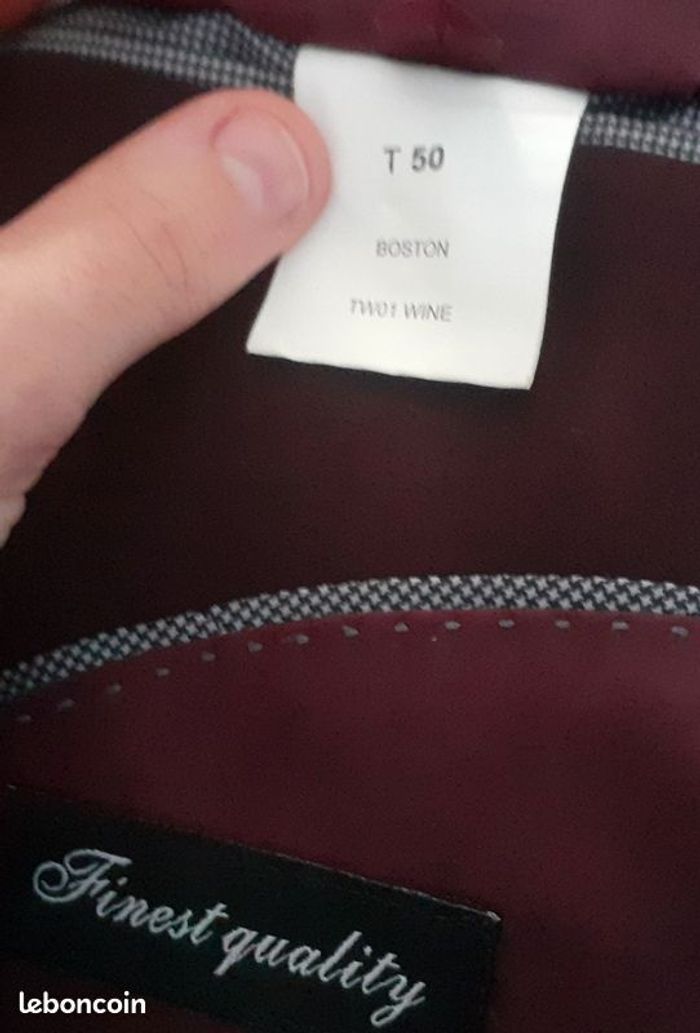 T 50
BOSTON
TW01 WINE
Finest quality
leboncoin